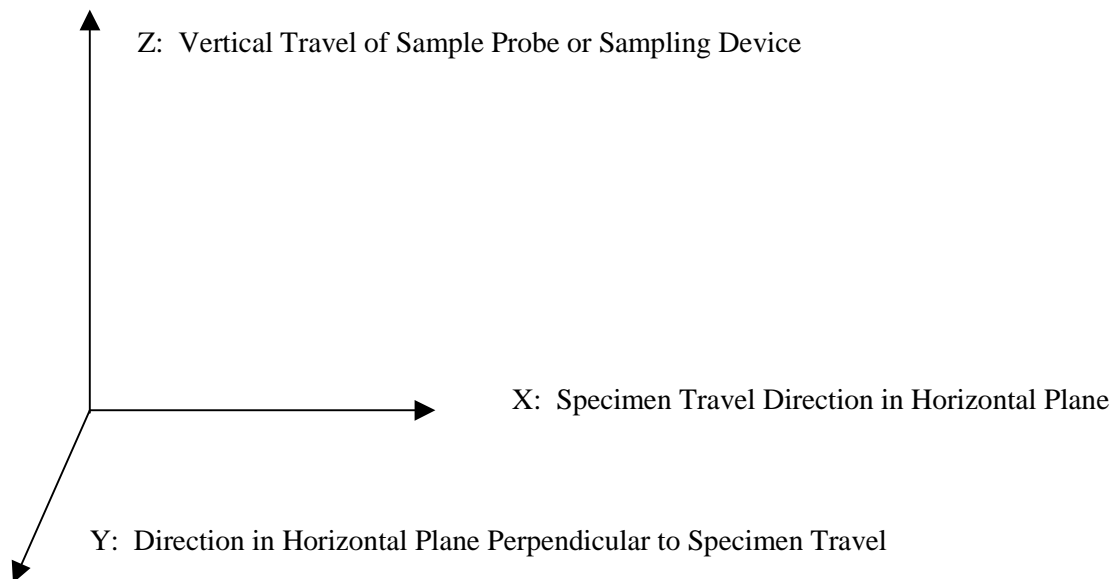 Z: Vertical Travel of Sample Probe or Sampling Device
X: Specimen Travel Direction in Horizontal Plane
Y: Direction in Horizontal Plane Perpendicular to Specimen Travel